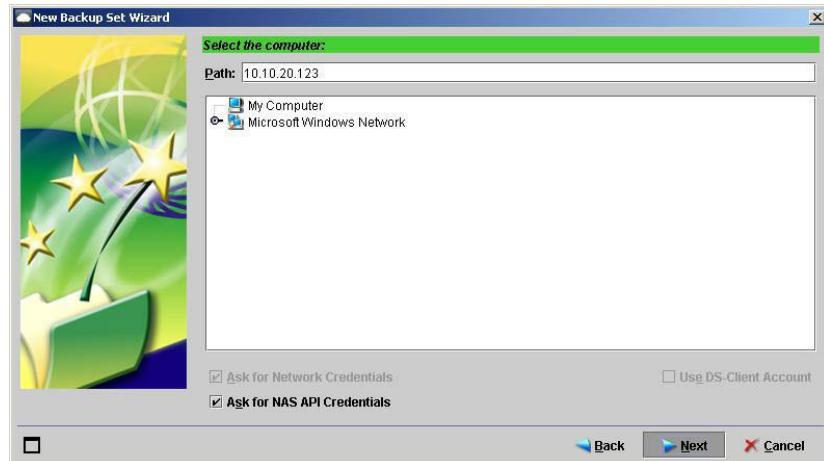 New Backup Set Wizard
Select the computer:
Path: 10.10.20.123
My Computer
Microsoft Windows Network
Ask for Network Credentials
Use DS-Client Account
Ask for NAS API Credentials
Back
Next
Cancel